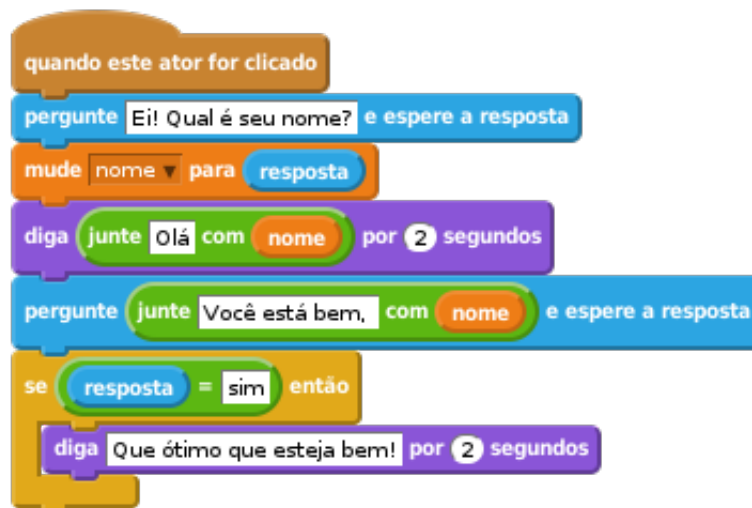 quando este ator for clicado
pergunte Ei! Qual é seu nome? e espere a resposta
mude nome para resposta
diga junte Olá com nome por 2 segundos
pergunte junte Você está bem, com nome e espere a resposta
se resposta = sim então
diga Que ótimo que esteja bem! por 2 segundos